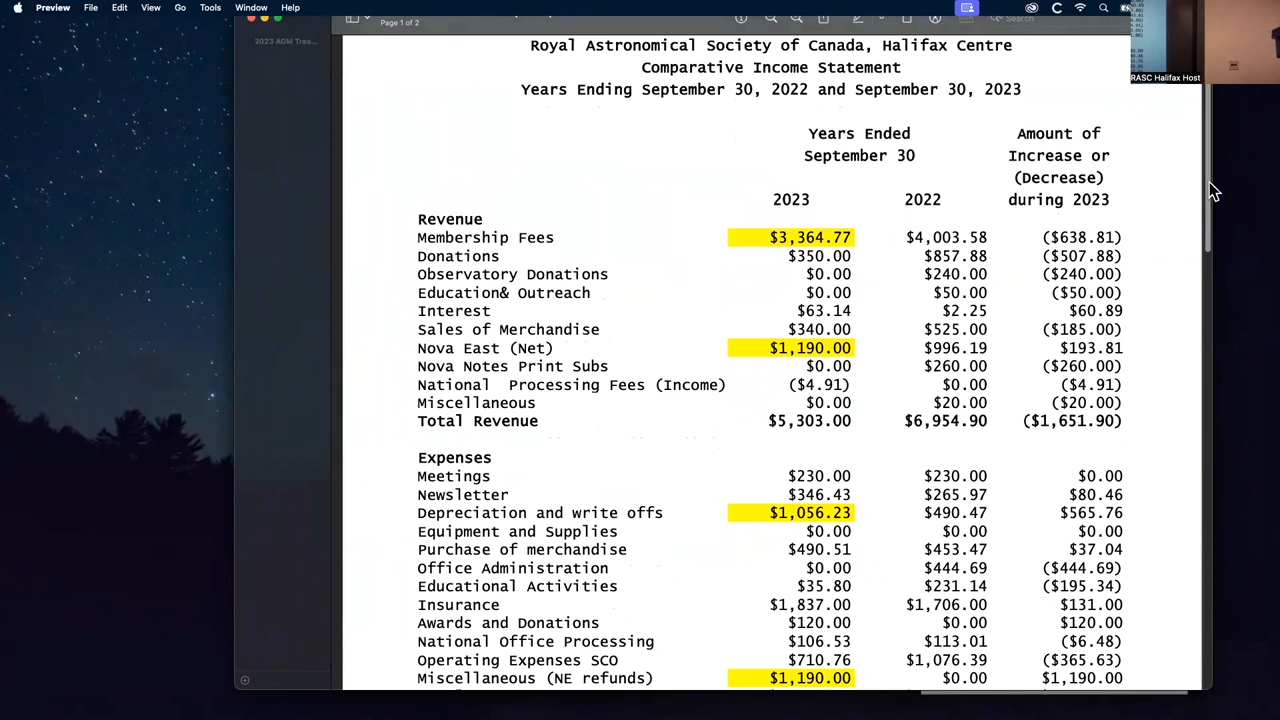 Preview File Edit View Go Tools Window Help
Page 1 of 2
Search
2023 AGM Trea...
RASC Halifax Host
Royal Astronomical Society of Canada, Halifax Centre
Comparative Income Statement
Years Ending September 30, 2022 and September 30, 2023
Years Ended Amount of
September 30 Increase or
(Decrease)
2023 2022 during 2023
Revenue
Membership Fees $3,364.77 $4,003.58 ($638.81)
Donations $350.00 $857.88 ($507.88)
Observatory Donations $0.00 $240.00 ($240.00)
Education& Outreach $0.00 $50.00 ($50.00)
Interest $63.14 $2.25 $60.89
Sales of Merchandise $340.00 $525.00 ($185.00)
Nova East (Net) $1,190.00 $996.19 $193.81
Nova Notes Print Subs $0.00 $260.00 ($260.00)
National Processing Fees (Income) ($4.91) $0.00 ($4.91)
Miscellaneous $0.00 $20.00 ($20.00)
Total Revenue $5,303.00 $6,954.90 ($1,651.90)
Expenses
Meetings $230.00 $230.00 $0.00
Newsletter $346.43 $265.97 $80.46
Depreciation and write offs $1,056.23 $490.47 $565.76
Equipment and Supplies $0.00 $0.00 $0.00
Purchase of merchandise $490.51 $453.47 $37.04
Office Administration $0.00 $444.69 ($444.69)
Educational Activities $35.80 $231.14 ($195.34)
Insurance $1,837.00 $1,706.00 $131.00
Awards and Donations $120.00 $0.00 $120.00
National Office Processing $106.53 $113.01 ($6.48)
Operating Expenses SCO $710.76 $1,076.39 ($365.63)
Miscellaneous (NE refunds) $1,190.00 $0.00 $1,190.00